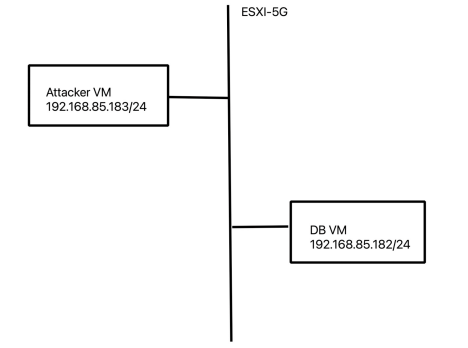 ESXI-5G
Attacker VM
192.168.85.183/24
DB VM
192.168.85.182/24